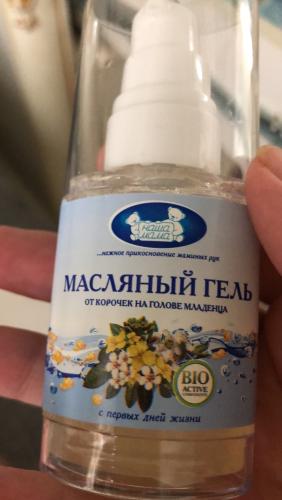 наша
мама
...нежное прикосновение маминых рук
МАСЛЯНЫЙ ГЕЛЬ
ОТ КОРОЧЕК НА ГОЛОВЕ МЛАДЕНЦА
BIO
ACTIVE
с первых дней жизни